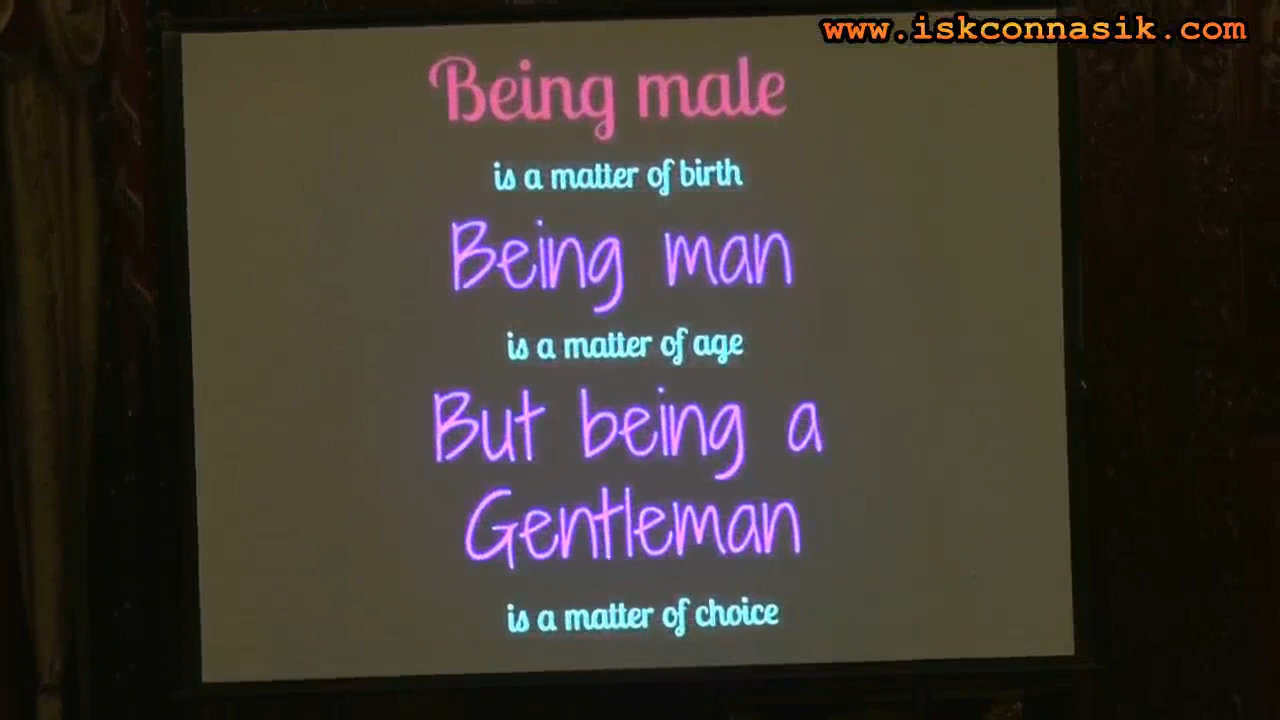 www.iskconnasik.com
Being male
is a matter of birth
Being man
is a matter of age
But being a
Gentleman
is a matter of choice